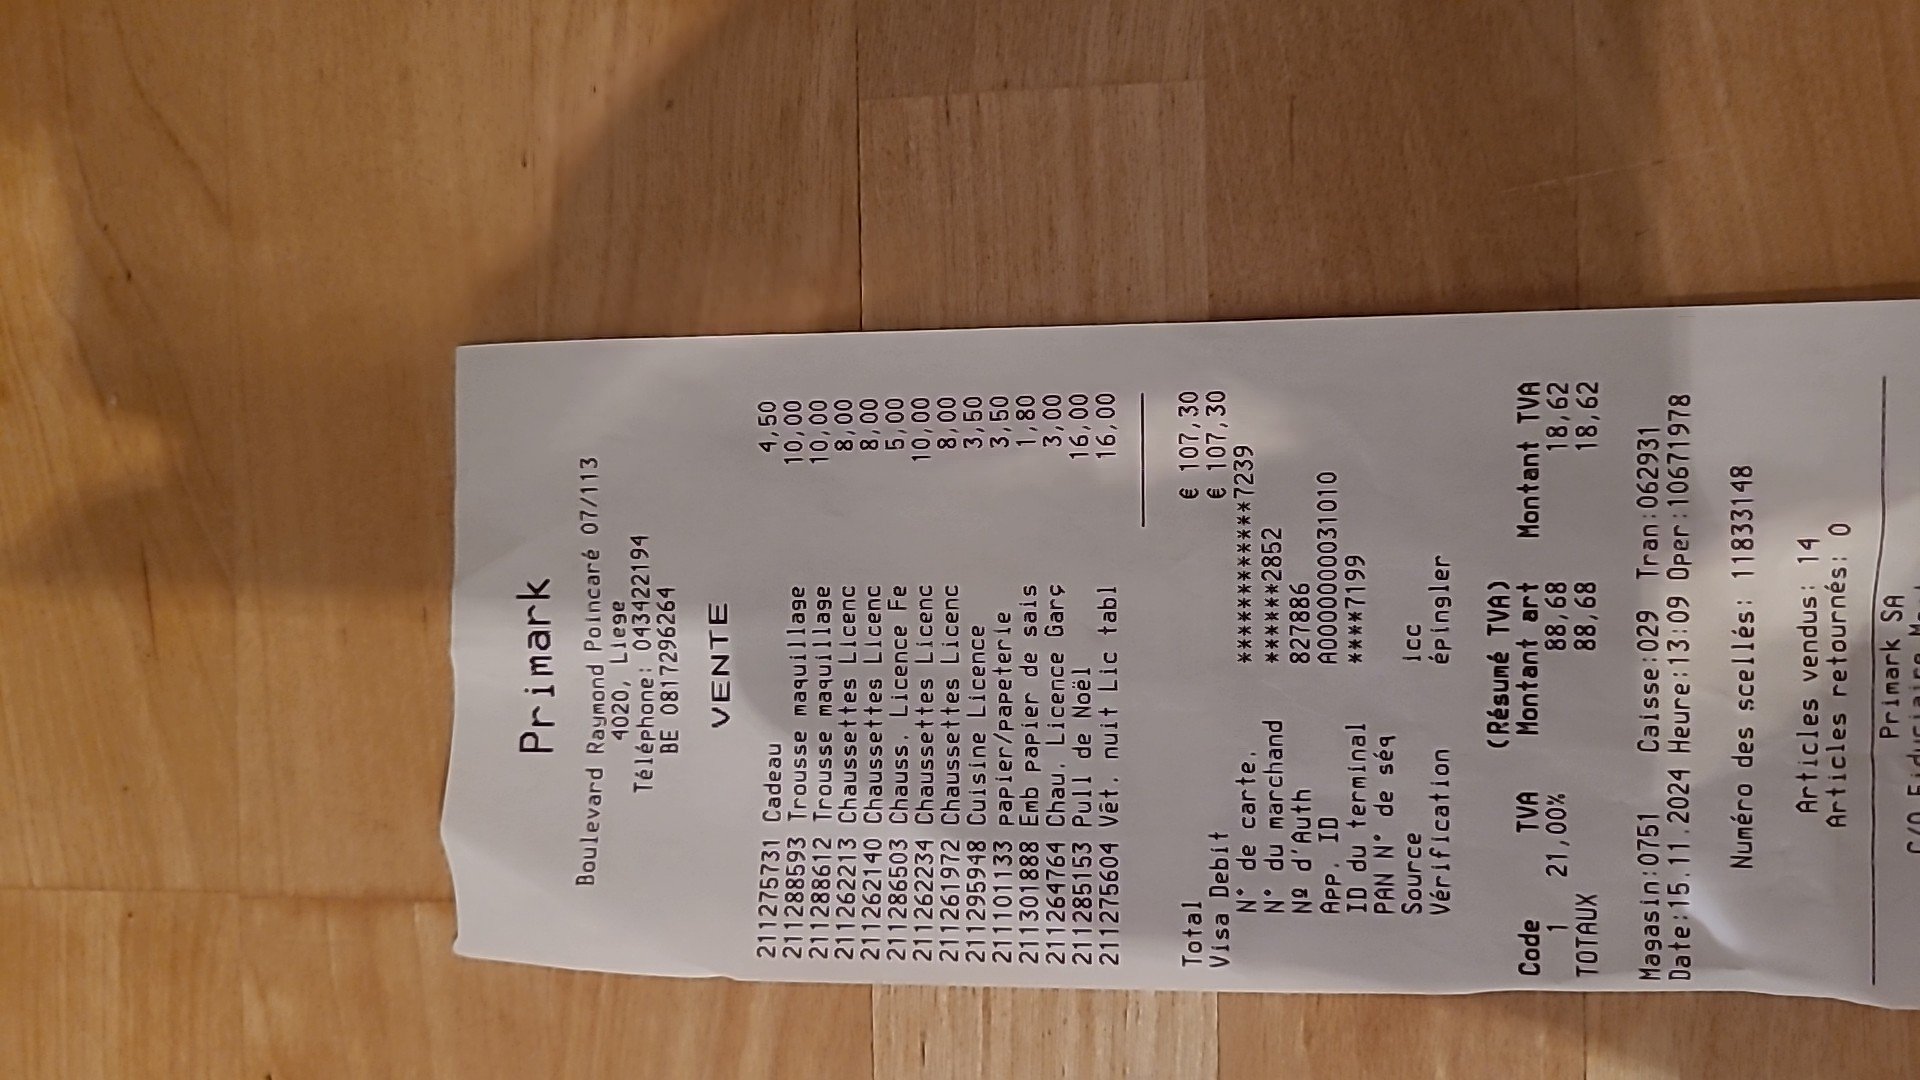 Primark
Boulevard Raymond Poincaré 07/113
4020, Liege
Téléphone: 043422194
BE 0817296264
VENTE
211275731 Cadeau 4,50
211288593 Trousse maquillage 10,00
211288612 Trousse maquillage 10,00
211262213 Chaussettes Licenc 8,00
211262140 Chaussettes Licenc 8,00
211286503 Chauss. Licence Fe 5,00
211262234 Chaussettes Licenc 10,00
211261972 Chaussettes Licenc 8,00
211295948 Cuisine Licence 3,50
211101133 papier/papeterie 3,50
211301888 Emb papier de sais 1,80
211264764 Chau. Licence Garç 3,00
211285153 Pull de Noël 16,00
211275604 Vêt. nuit Lic tabl 16,00
Total € 107,30
Visa Debit € 107,30
N° de carte. ************7239
N° du marchand ******2852
Nº d'Auth 827886
App. ID A0000000031010
ID du terminal ****7199
PAN N° de séq
Source icc
Vérification épingler
(Résumé TVA)
Code TVA Montant art Montant TVA
1 21,00% 88,68 18,62
TOTAUX 88,68 18,62
Magasin:0751 Caisse:029 Tran:062931
Date:15.11.2024 Heure:13:09 Oper:10671978
Numéro des scellés: 11833148
Articles vendus: 14
Articles retournés: 0
Primark SA